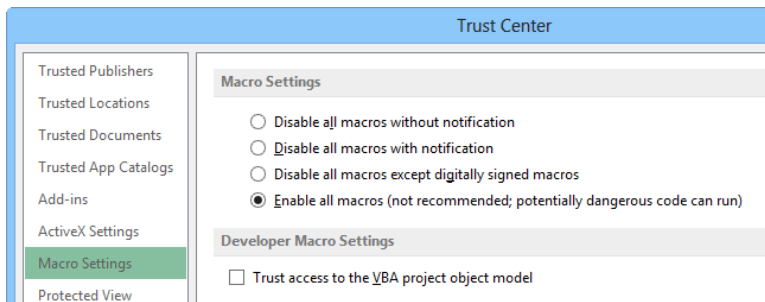 Trust Center
Trusted Publishers
Trusted Locations
Trusted Documents
Trusted App Catalogs
Add-ins
ActiveX Settings
Macro Settings
Protected View
Macro Settings
Disable all macros without notification
Disable all macros with notification
Disable all macros except digitally signed macros
Enable all macros (not recommended; potentially dangerous code can run)
Developer Macro Settings
Trust access to the VBA project object model